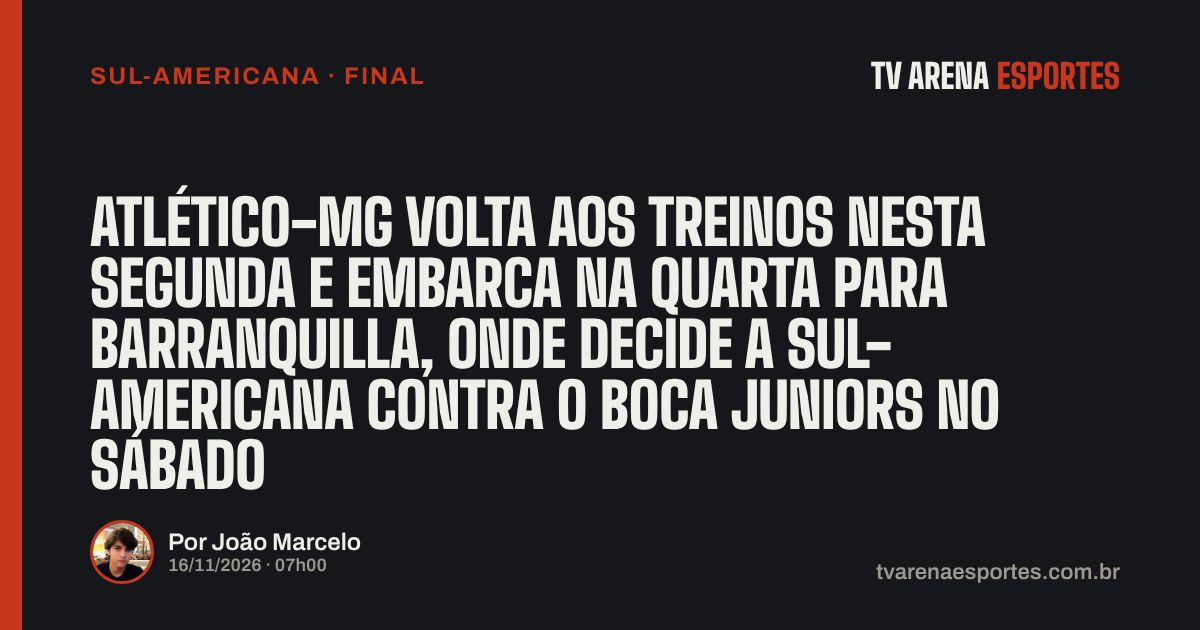 SUL-AMERICANA · FINAL
TV ARENA ESPORTES
ATLÉTICO-MG VOLTA AOS TREINOS NESTA
SEGUNDA E EMBARCA NA QUARTA PARA
BARRANQUILLA, ONDE DECIDE A SUL-
AMERICANA CONTRA O BOCA JUNIORS NO
SÁBADO
Por João Marcelo
16/11/2026 · 07h00
tvarenaesportes.com.br